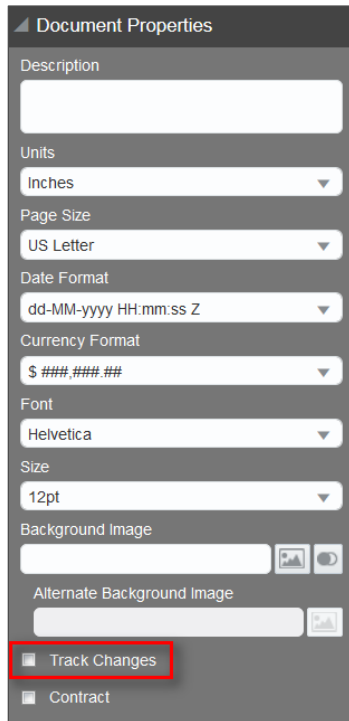 Document Properties
Description
Units
Inches
Page Size
US Letter
Date Format
dd-MM-yyyy HH:mm:ss Z
Currency Format
$ ###,###.##
Font
Helvetica
Size
12pt
Background Image
Alternate Background Image
Track Changes
Contract